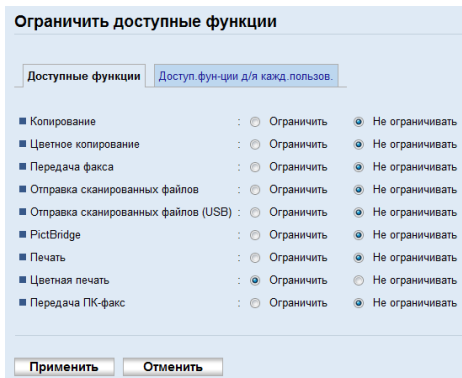 Ограничить доступные функции
Доступные функции Доступ.фун-ции д/я кажд.пользов.
Копирование : Ограничить Не ограничивать
Цветное копирование : Ограничить Не ограничивать
Передача факса : Ограничить Не ограничивать
Отправка сканированных файлов : Ограничить Не ограничивать
Отправка сканированных файлов (USB) : Ограничить Не ограничивать
PictBridge : Ограничить Не ограничивать
Печать : Ограничить Не ограничивать
Цветная печать : Ограничить Не ограничивать
Передача ПК-факс : Ограничить Не ограничивать
Применить Отменить